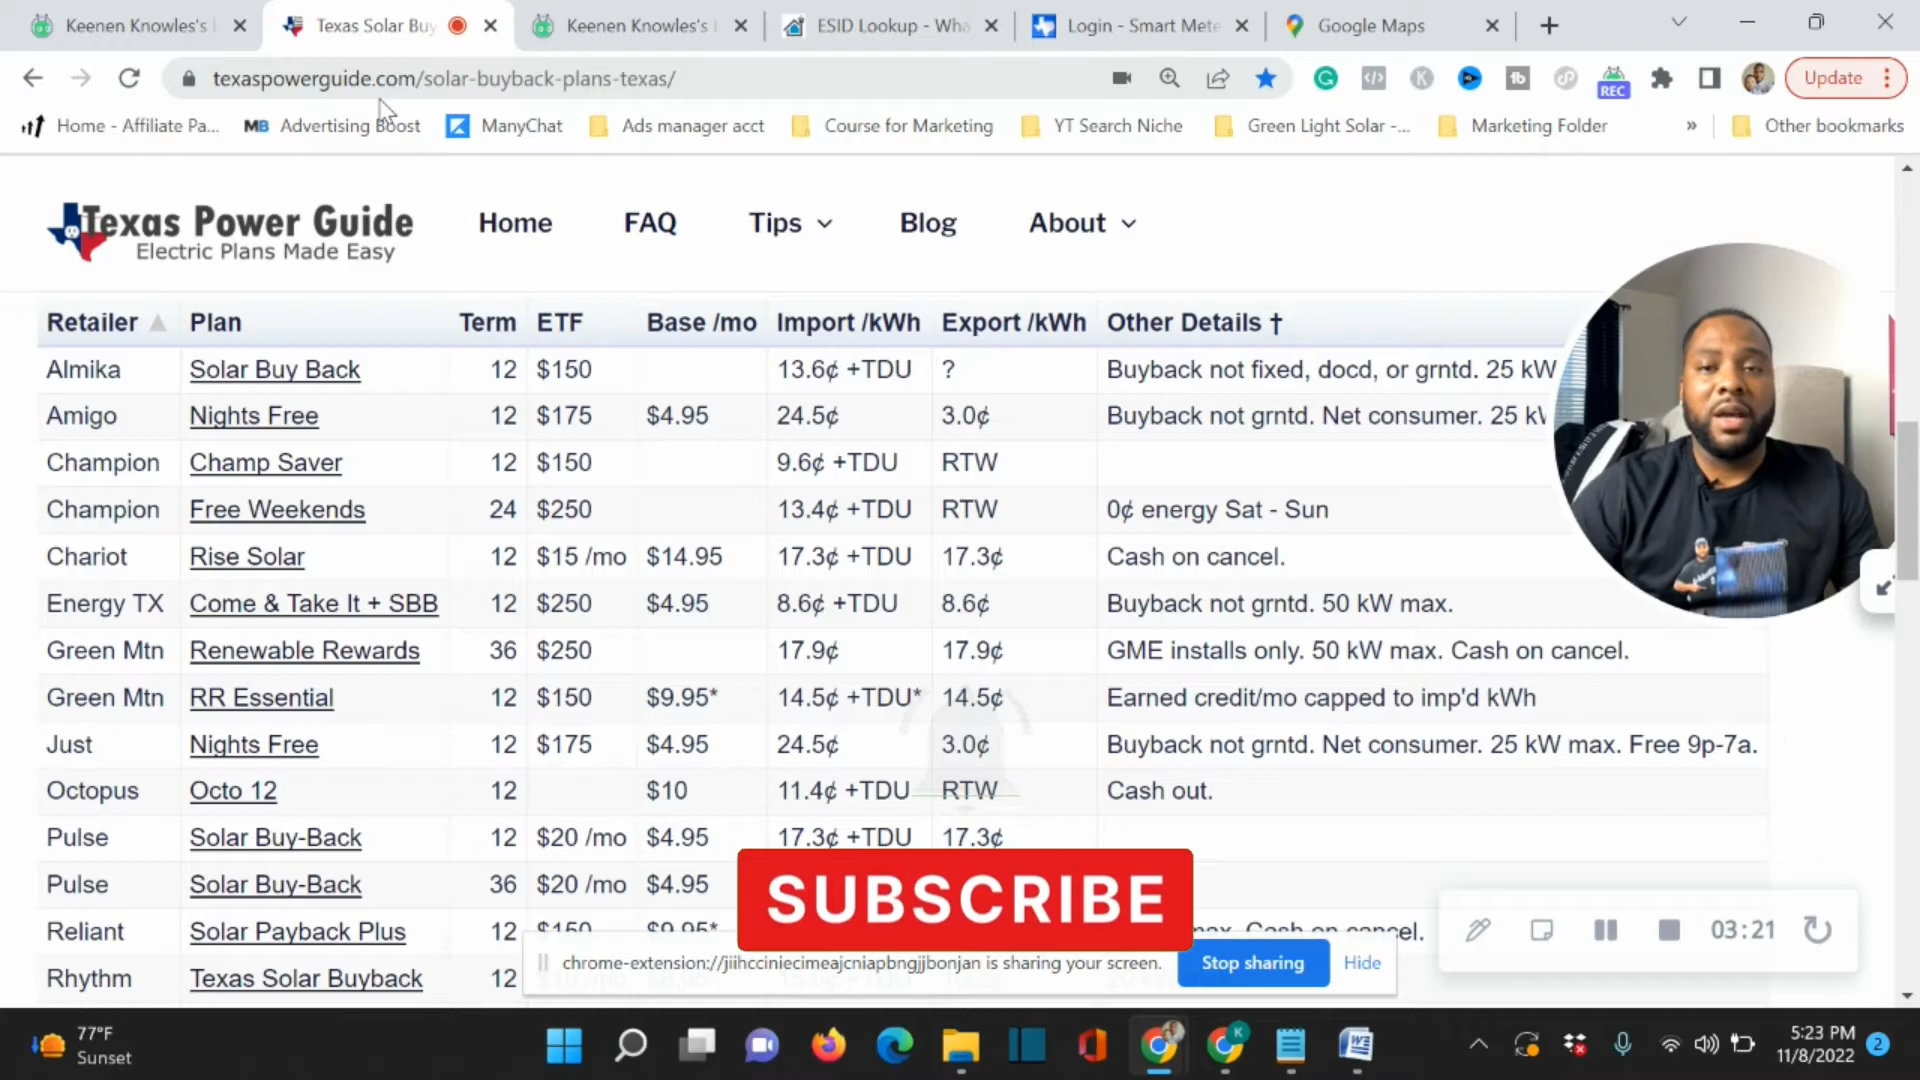 Keenen Knowles's
Texas Solar Buy
Keenen Knowles's
ESID Lookup - Wha
Login - Smart Mete
Google Maps
texaspowerguide.com/solar-buyback-plans-texas/
REC
Update
Home - Affiliate Pa...
MB Advertising Boost
ManyChat
Ads manager acct
Course for Marketing
YT Search Niche
Green Light Solar -...
Marketing Folder
»
Other bookmarks
Texas Power Guide
Electric Plans Made Easy
Home
FAQ
Tips
Blog
About
Retailer Plan Term ETF Base /mo Import /kWh Export /kWh Other Details †
Almika Solar Buy Back 12 $150 13.6¢ +TDU ? Buyback not fixed, docd, or grntd. 25 kW
Amigo Nights Free 12 $175 $4.95 24.5¢ 3.0¢ Buyback not grntd. Net consumer. 25
Champion Champ Saver 12 $150 9.6¢ +TDU RTW
Champion Free Weekends 24 $250 13.4¢ +TDU RTW 0¢ energy Sat - Sun
Chariot Rise Solar 12 $15 /mo $14.95 17.3¢ +TDU 17.3¢ Cash on cancel.
Energy TX Come & Take It + SBB 12 $250 $4.95 8.6¢ +TDU 8.6¢ Buyback not grntd. 50 kW max.
Green Mtn Renewable Rewards 36 $250 17.9¢ 17.9¢ GME installs only. 50 kW max. Cash on cancel.
Green Mtn RR Essential 12 $150 $9.95* 14.5¢ +TDU* 14.5¢ Earned credit/mo capped to imp'd kWh
Just Nights Free 12 $175 $4.95 24.5¢ 3.0¢ Buyback not grntd. Net consumer. 25 kW max. Free 9p-7a.
Octopus Octo 12 12 $10 11.4¢ +TDU RTW Cash out.
Pulse Solar Buy-Back 12 $20 /mo $4.95 17.3¢ +TDU 17.3¢
Pulse Solar Buy-Back 36 $20 /mo $4.95
SUBSCRIBE
Reliant Solar Payback Plus 12 $150 $9.95* max. Cash on cancel.
03:21
chrome-extension://jiihcciniecimeajcniapbngjjbonjan is sharing your screen.
Stop sharing
Hide
Rhythm Texas Solar Buyback 12
77°F
Sunset
K
5:23 PM
11/8/2022
2